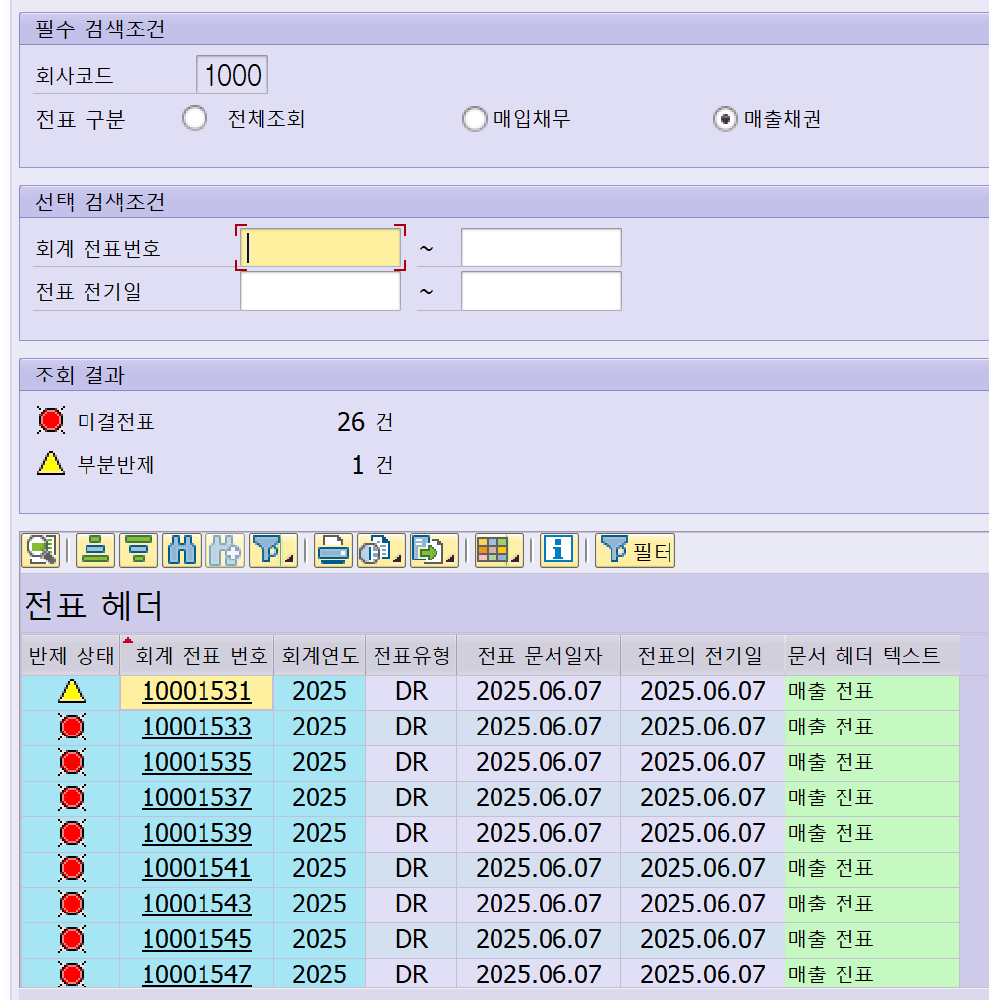 필수 검색조건
회사코드 1000
전표 구분 전체조회 매입채무 매출채권
선택 검색조건
회계 전표번호 ~
전표 전기일 ~
조회 결과
미결전표 26 건
부분반제 1 건
필터
전표 헤더
반제 상태 회계 전표 번호 회계연도 전표유형 전표 문서일자 전표의 전기일 문서 헤더 텍스트
10001531 2025 DR 2025.06.07 2025.06.07 매출 전표
10001533 2025 DR 2025.06.07 2025.06.07 매출 전표
10001535 2025 DR 2025.06.07 2025.06.07 매출 전표
10001537 2025 DR 2025.06.07 2025.06.07 매출 전표
10001539 2025 DR 2025.06.07 2025.06.07 매출 전표
10001541 2025 DR 2025.06.07 2025.06.07 매출 전표
10001543 2025 DR 2025.06.07 2025.06.07 매출 전표
10001545 2025 DR 2025.06.07 2025.06.07 매출 전표
10001547 2025 DR 2025.06.07 2025.06.07 매출 전표